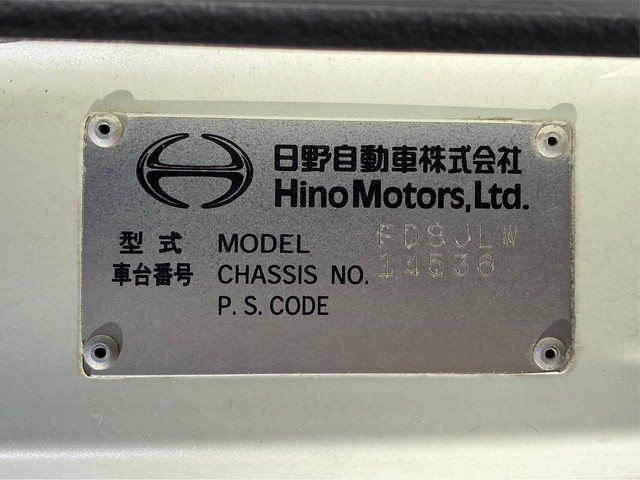 日野自動車株式会社
Hino Motors, Ltd.
型式 MODEL FD8JLW
車台番号 CHASSIS NO. 14536
P. S. CODE